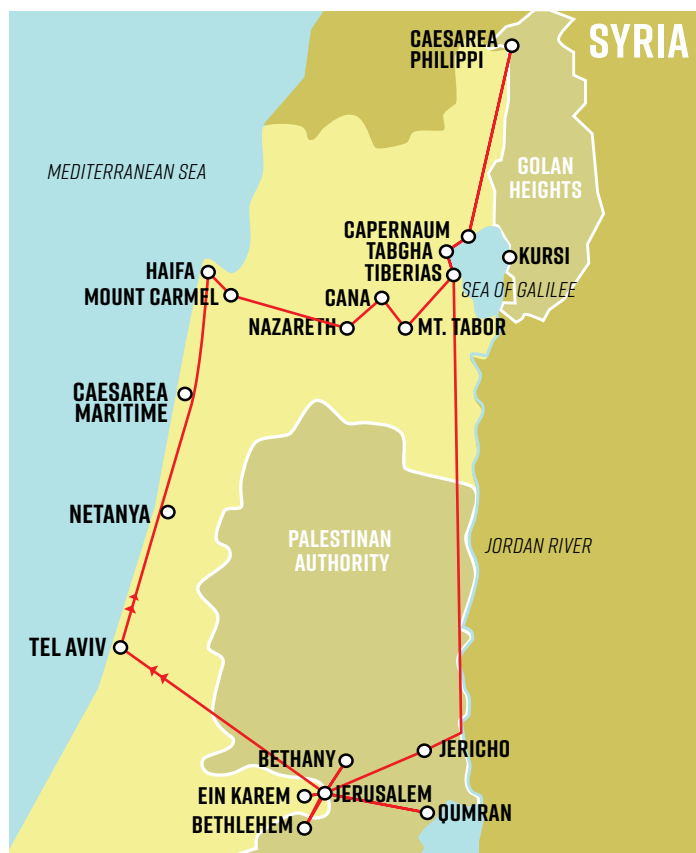 CAESAREA
PHILIPPI
SYRIA
MEDITERRANEAN SEA
GOLAN
HEIGHTS
CAPERNAUM
TABGHA
KURSI
HAIFA
TIBERIAS
SEA OF GALILEE
MOUNT CARMEL
CANA
NAZARETH
MT. TABOR
CAESAREA
MARITIME
NETANYA
PALESTINAN
AUTHORITY
JORDAN RIVER
TEL AVIV
BETHANY
JERICHO
EIN KAREM
JERUSALEM
BETHLEHEM
QUMRAN